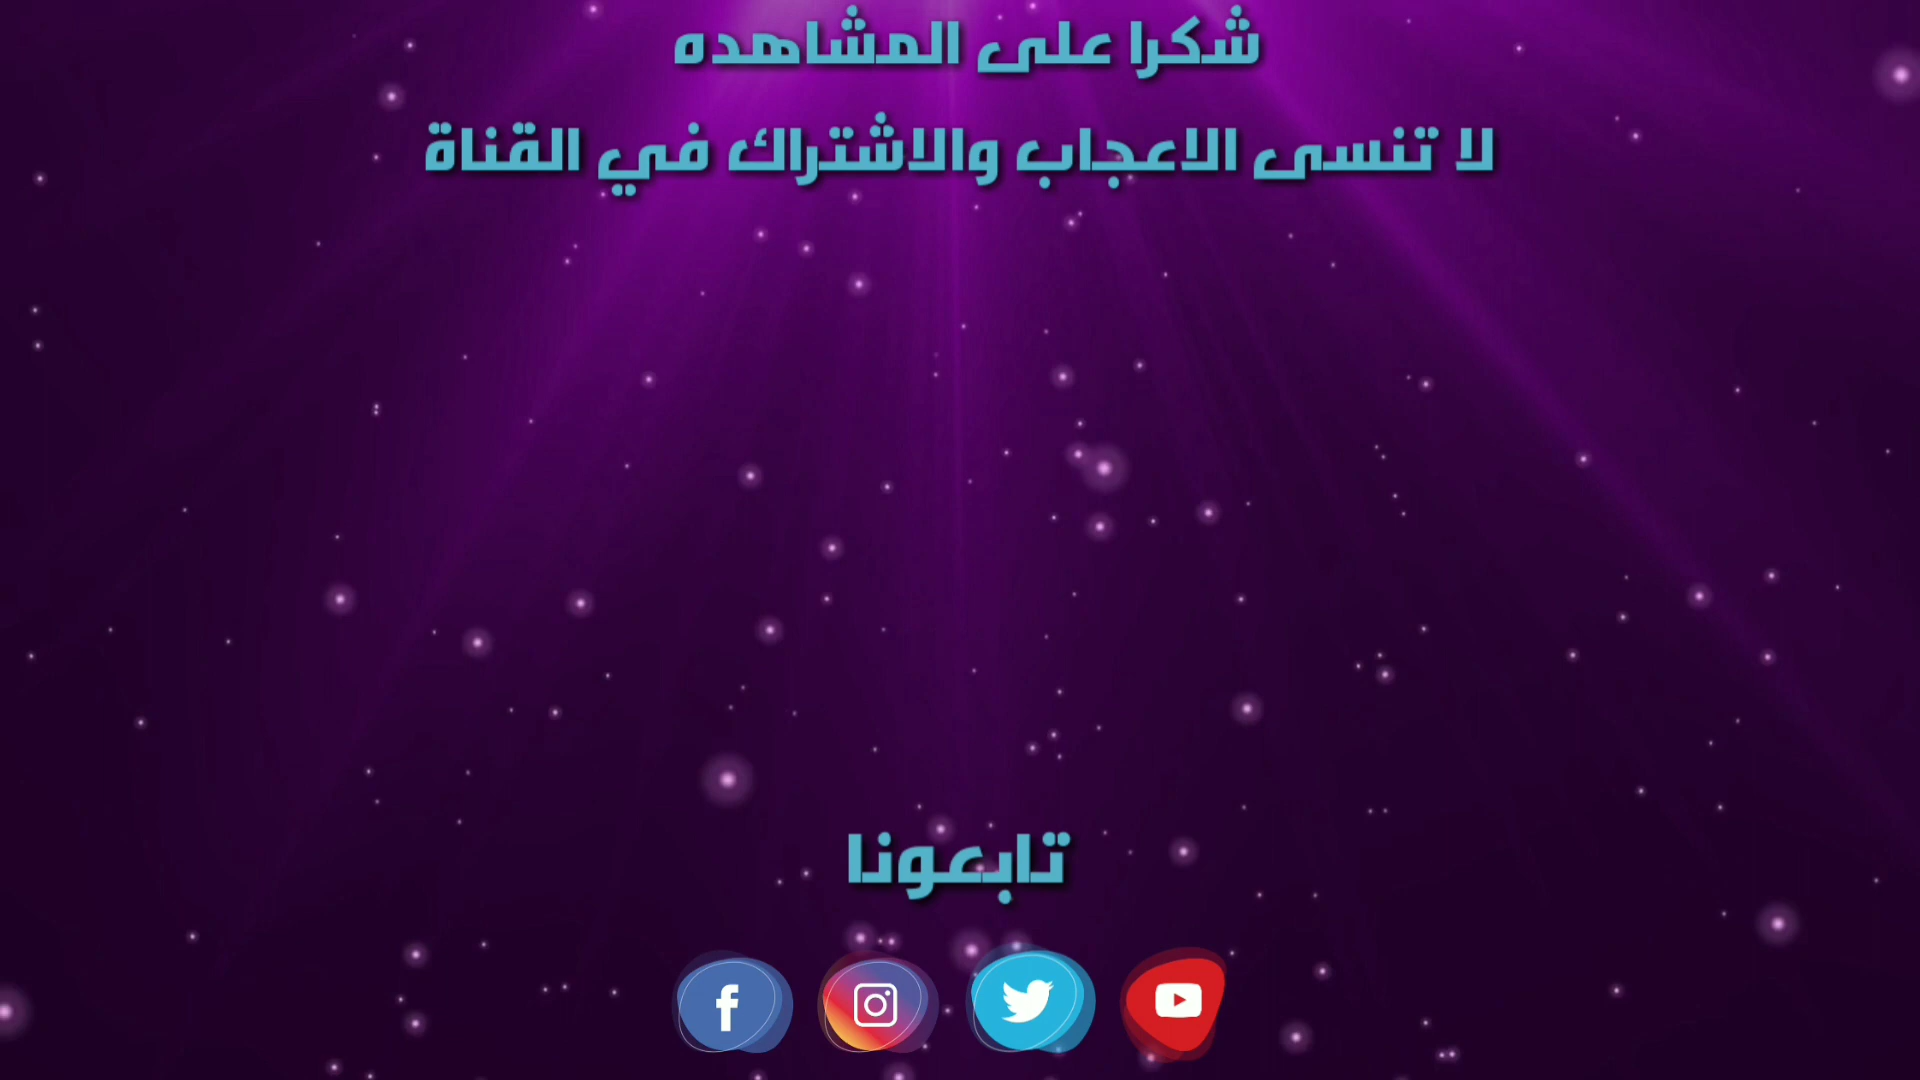 شكرا على المشاهده
لا تنسى الاعجاب والاشتراك في القناة
تابعونا